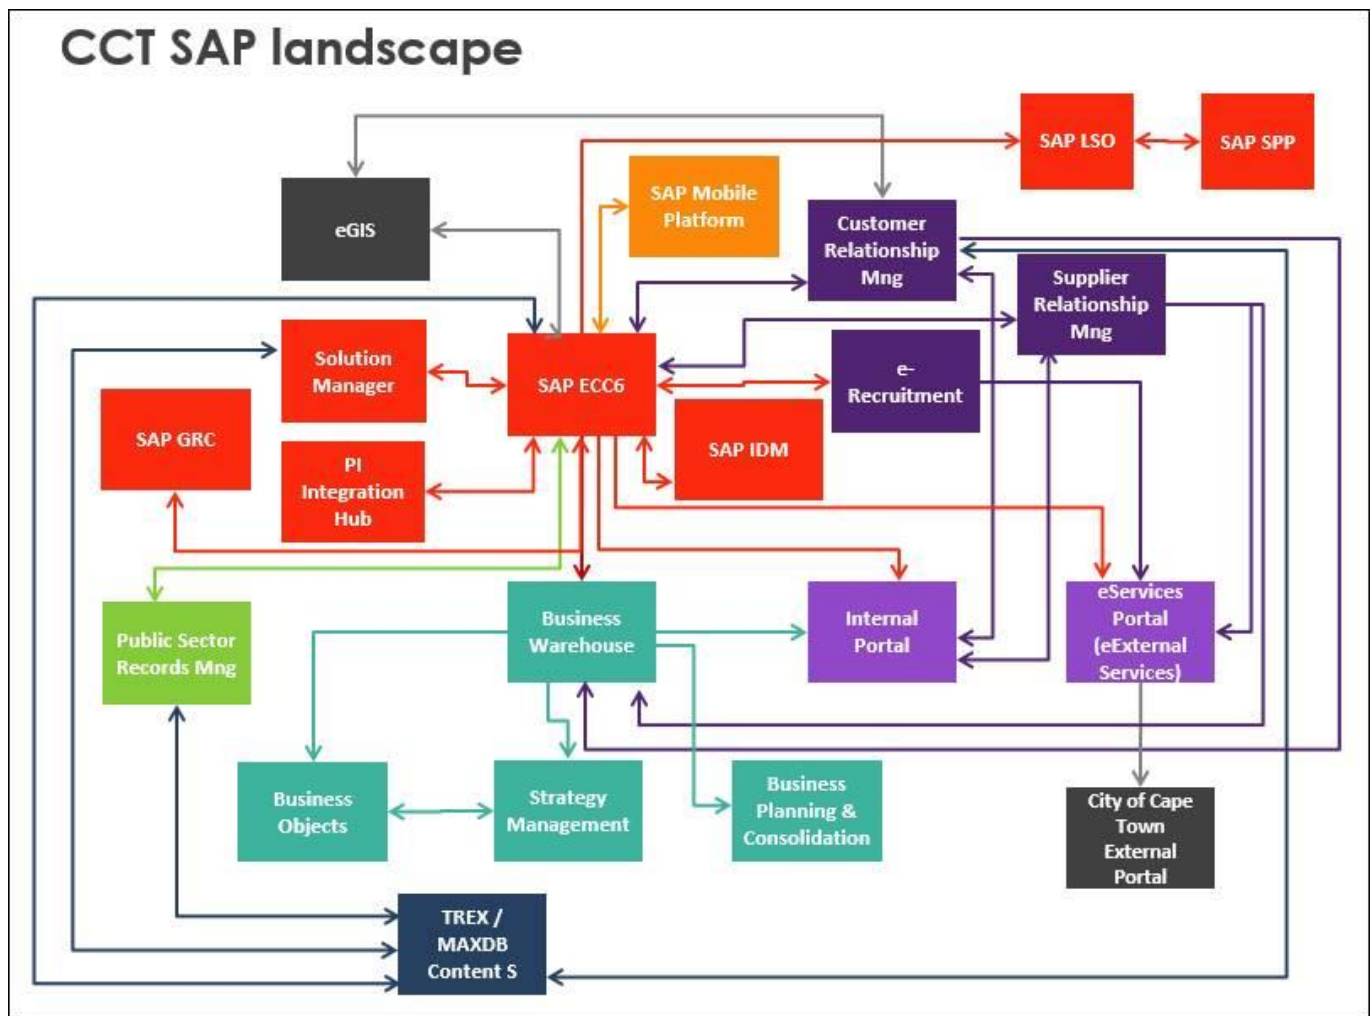 CCT SAP landscape
SAP LSO
SAP SPP
eGIS
SAP Mobile
Platform
Customer
Relationship
Mng
Supplier
Relationship
Mng
Solution
Manager
SAP ECC6
e-
Recruitment
SAP GRC
SAP IDM
PI
Integration
Hub
Public Sector
Records Mng
Business
Warehouse
Internal
Portal
eServices
Portal
(eExternal
Services)
Business
Objects
Strategy
Management
Business
Planning &
Consolidation
City of Cape
Town
External
Portal
TREX /
MAXDB
Content S